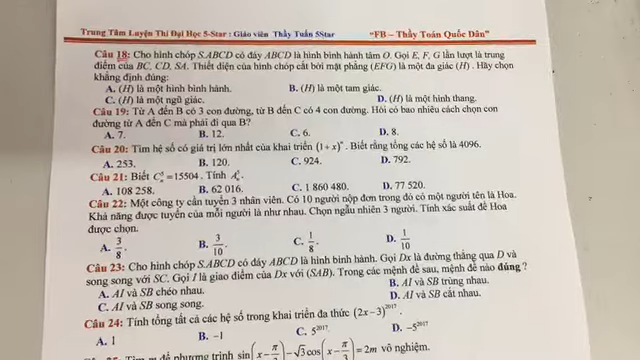 Trung Tâm Luyện Thi Đại Học 5-Star : Giáo viên Thầy Tuấn 5Star "FB – Thầy Toán Quốc Dân"
Câu 18: Cho hình chóp S.ABCD có đáy ABCD là hình bình hành tâm O. Gọi E, F, G lần lượt là trung
điểm của BC, CD, SA. Thiết diện của hình chóp cắt bởi mặt phẳng (EFG) là một đa giác (H). Hãy chọn
khẳng định đúng:
A. (H) là một hình bình hành. B. (H) là một tam giác.
C. (H) là một ngũ giác. D. (H) là một hình thang.
Câu 19: Từ A đến B có 3 con đường, từ B đến C có 4 con đường. Hỏi có bao nhiêu cách chọn con
đường từ A đến C mà phải đi qua B?
A. 7. B. 12. C. 6. D. 8.
Câu 20: Tìm hệ số có giá trị lớn nhất của khai triển (1+x)ⁿ. Biết rằng tổng các hệ số là 4096.
A. 253. B. 120. C. 924. D. 792.
Câu 21: Biết =15504. Tính
A. 108 258. B. 62 016. C. 1 860 480. D. 77 520.
Câu 22: Một công ty cần tuyển 3 nhân viên. Có 10 người nộp đơn trong đó có một người tên là Hoa.
Khả năng được tuyển của mỗi người là như nhau. Chọn ngẫu nhiên 3 người. Tính xác suất để Hoa
được chọn.
A. 3/8. B. 3/10. C. 1/8. D. 1/10
Câu 23: Cho hình chóp S.ABCD có đáy ABCD là hình bình hành. Gọi Dx là đường thẳng qua D và
song song với SC. Gọi I là giao điểm của Dx với (SAB). Trong các mệnh đề sau, mệnh đề nào đúng ?
A. AI và SB chéo nhau. B. AI và SB trùng nhau.
C. AI và SB song song. D. AI và SB cắt nhau.
Câu 24: Tính tổng tất cả các hệ số trong khai triển đa thức (2x−3)²⁰¹⁷.
A. 1 B. −1 C. 5²⁰¹⁷. D. −5²⁰¹⁷
để phương trình sin(x−π/3)−√3cos(x−π/3)=2m vô nghiệm.